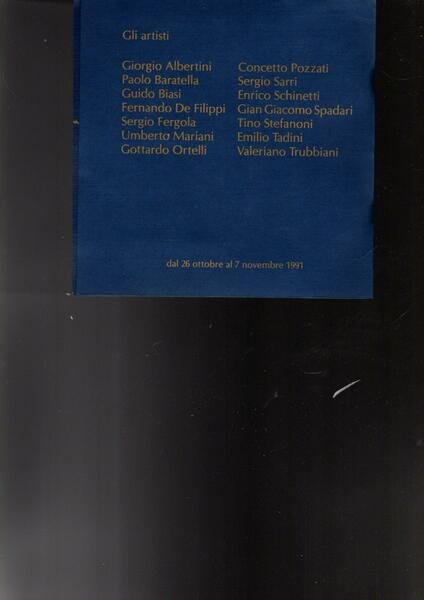 Gli artisti
Giorgio Albertini
Paolo Baratella
Guido Biasi
Fernando De Filippi
Sergio Fergola
Umberto Mariani
Gottardo Ortelli
Concetto Pozzati
Sergio Sarri
Enrico Schinetti
Gian Giacomo Spadari
Tino Stefanoni
Emilio Tadini
Valeriano Trubbiani
dal 26 ottobre al 7 novembre 1991